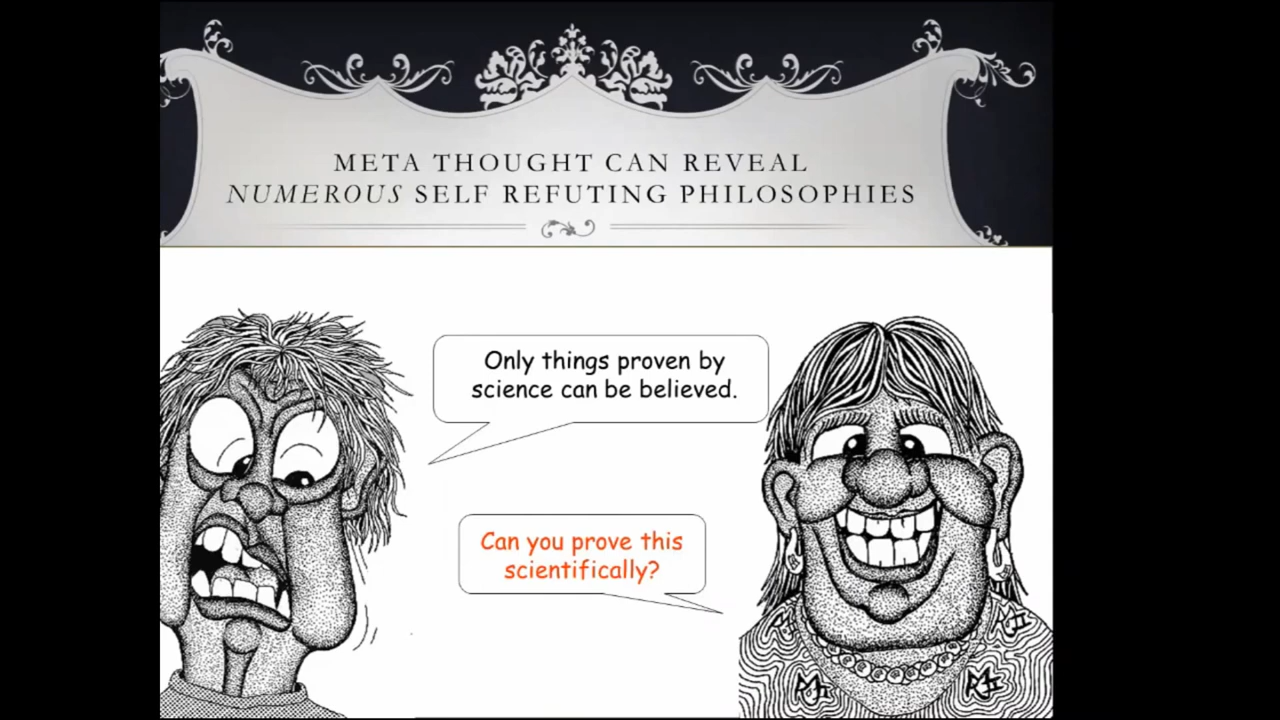 META THOUGHT CAN REVEAL
NUMEROUS SELF REFUTING PHILOSOPHIES
Only things proven by
science can be believed.
Can you prove this
scientifically?